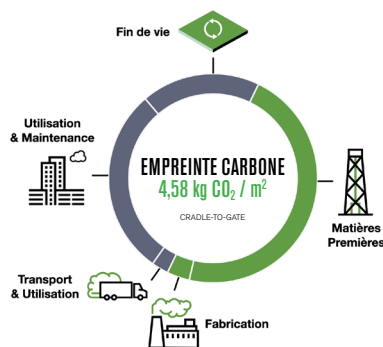 Fin de vie
Utilisation
& Maintenance
EMPREINTE CARBONE
4,58 kg CO₂ / m²
CRADLE-TO-GATE
Matières
Premières
Transport
& Utilisation
Fabrication